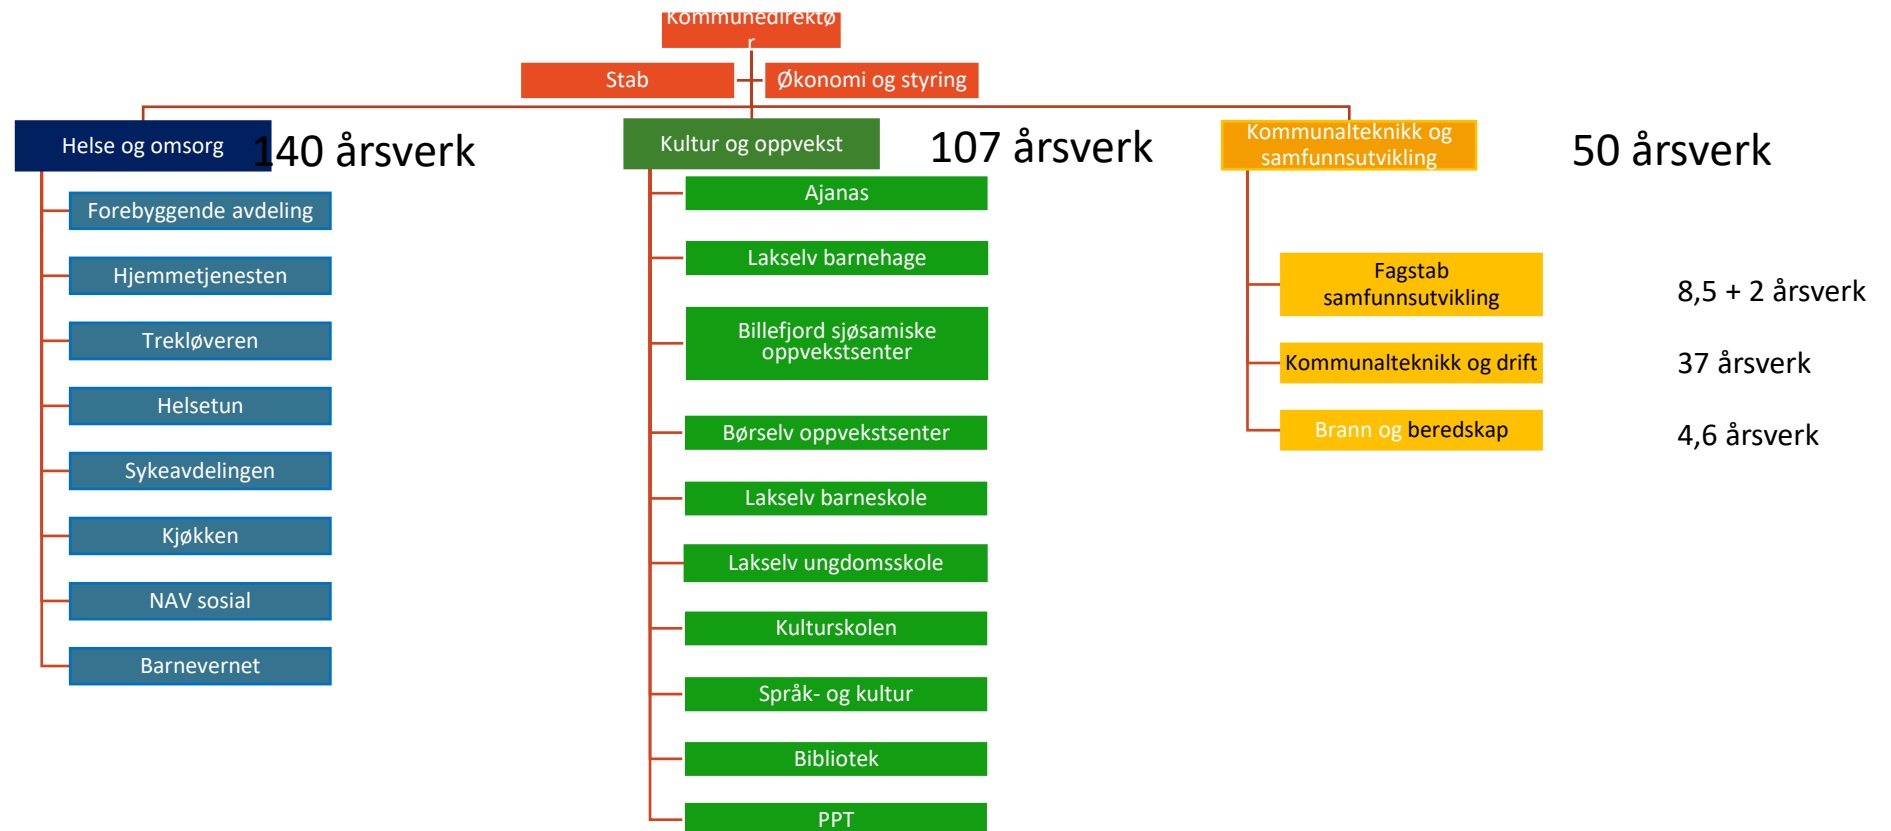 Kommunedirektø
r
Stab
Økonomi og styring
Helse og omsorg
140 årsverk
Forebyggende avdeling
Hjemmetjenesten
Trekløveren
Helsetun
Sykeavdelingen
Kjøkken
NAV sosial
Barnevernet
Kultur og oppvekst
107 årsverk
Ajanas
Lakselv barnehage
Billefjord sjøsamiske
oppvekstsenter
Børselv oppvekstsenter
Lakselv barneskole
Lakselv ungdomsskole
Kulturskolen
Språk- og kultur
Bibliotek
PPT
Kommunalteknikk og
samfunnsutvikling
50 årsverk
Fagstab
samfunnsutvikling
8,5 + 2 årsverk
Kommunalteknikk og drift
37 årsverk
Brann og beredskap
4,6 årsverk